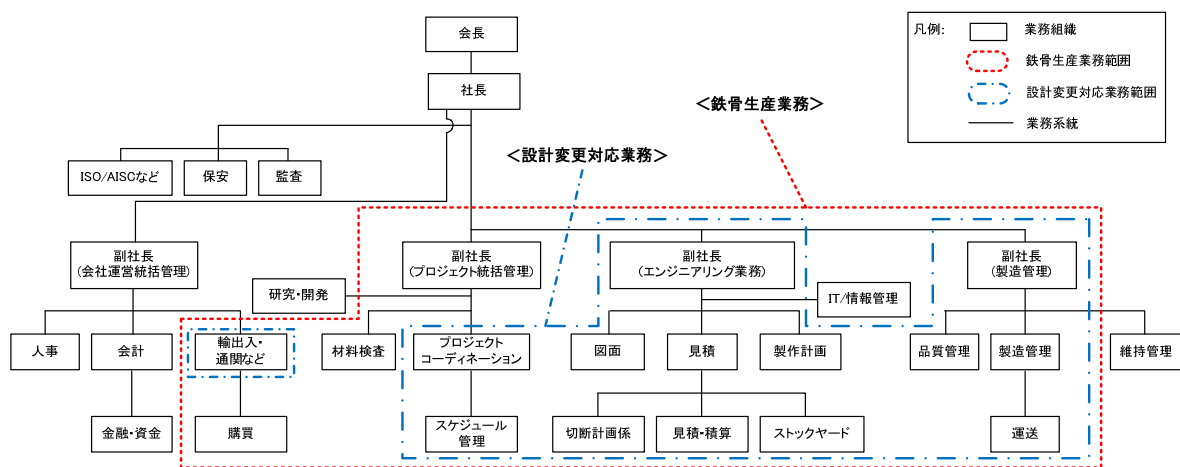 会長
社長
凡例:
業務組織
鉄骨生産業務範囲
設計変更対応業務範囲
業務系統
<鉄骨生産業務>
<設計変更対応業務>
ISO/AISCなど
保安
監査
副社長
(会社運営統括管理)
副社長
(プロジェクト統括管理)
副社長
(エンジニアリング業務)
副社長
(製造管理)
研究・開発
IT/情報管理
人事
会計
輸出入・
通関など
材料検査
プロジェクト
コーディネーション
図面
見積
製作計画
品質管理
製造管理
維持管理
金融・資金
購買
スケジュール
管理
切断計画係
見積・積算
ストックヤード
運送